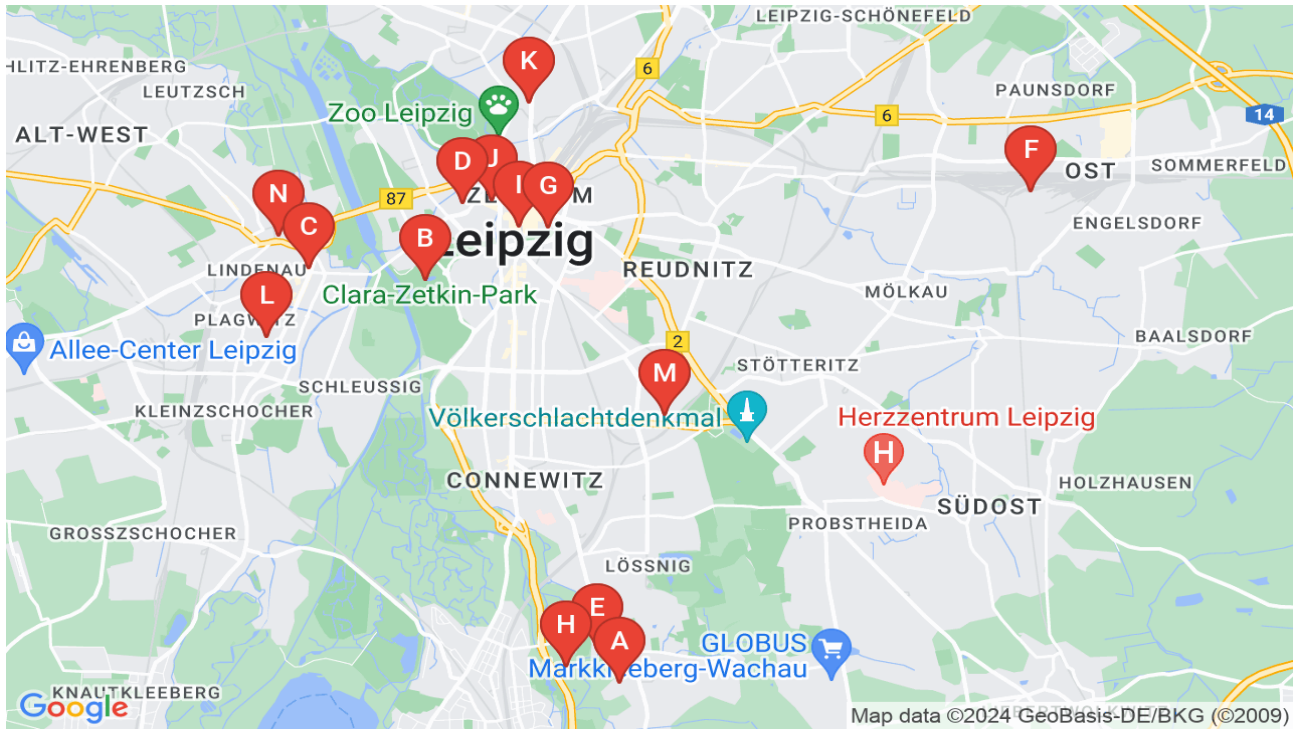 LEIPZIG-SCHÖNEFELD
K
HLITZ-EHRENBERG
6
LEUTZSCH
PAUNSDORF
Zoo Leipzig
6
14
ALT-WEST
F
D
J
OST
SOMMERFELD
I
G
N
87
ENGELSDORF
C
B
Leipzig
LINDENAU
REUDNITZ
L
Clara-Zetkin-Park
MÖLKAU
PLAGWITZ
2
BAALSDORF
Allee-Center Leipzig
STÖTTERITZ
M
SCHLEUSSIG
KLEINZSCHOCHER
Völkerschlachtdenkmal
Herzzentrum Leipzig
H
CONNEWITZ
HOLZHAUSEN
SÜDOST
GROSSZSCHOCHER
PROBSTHEIDA
LÖSSNIG
E
H
A
GLOBUS
Markkleeberg-Wachau
KNAUTKLEEBERG
Google
Map data ©2024 GeoBasis-DE/BKG (©2009)